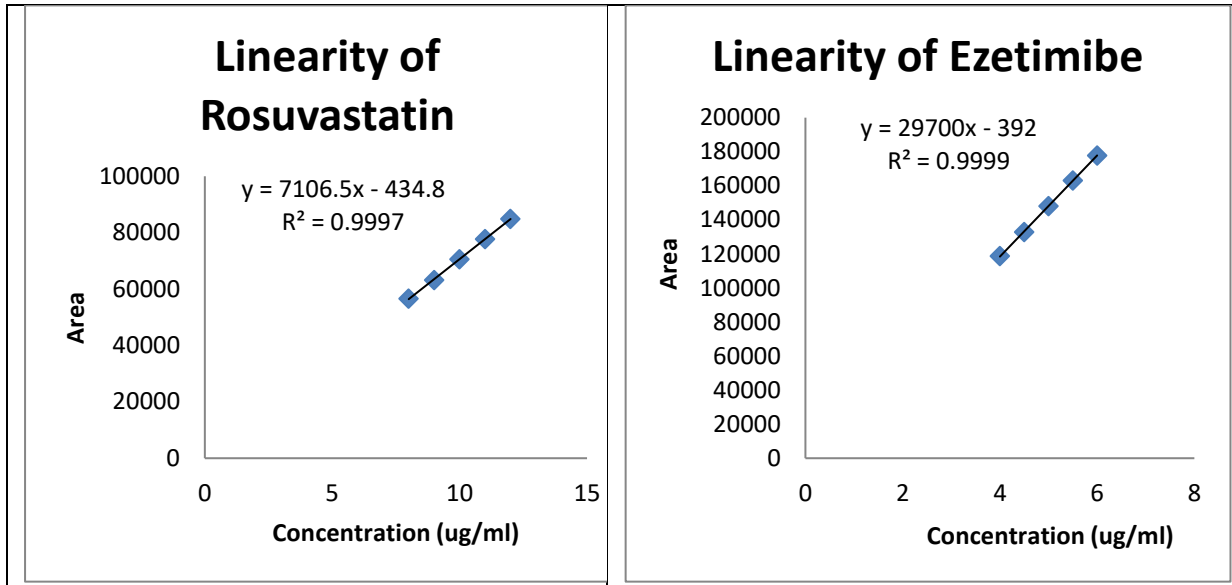 Linearity of
Rosuvastatin
y = 7106.5x - 434.8
R² = 0.9997
100000
80000
60000
40000
20000
0
Area
0 5 10 15
Concentration (ug/ml)
Linearity of Ezetimibe
y = 29700x - 392
R² = 0.9999
200000
180000
160000
140000
120000
100000
80000
60000
40000
20000
0
Area
0 2 4 6 8
Concentration (ug/ml)